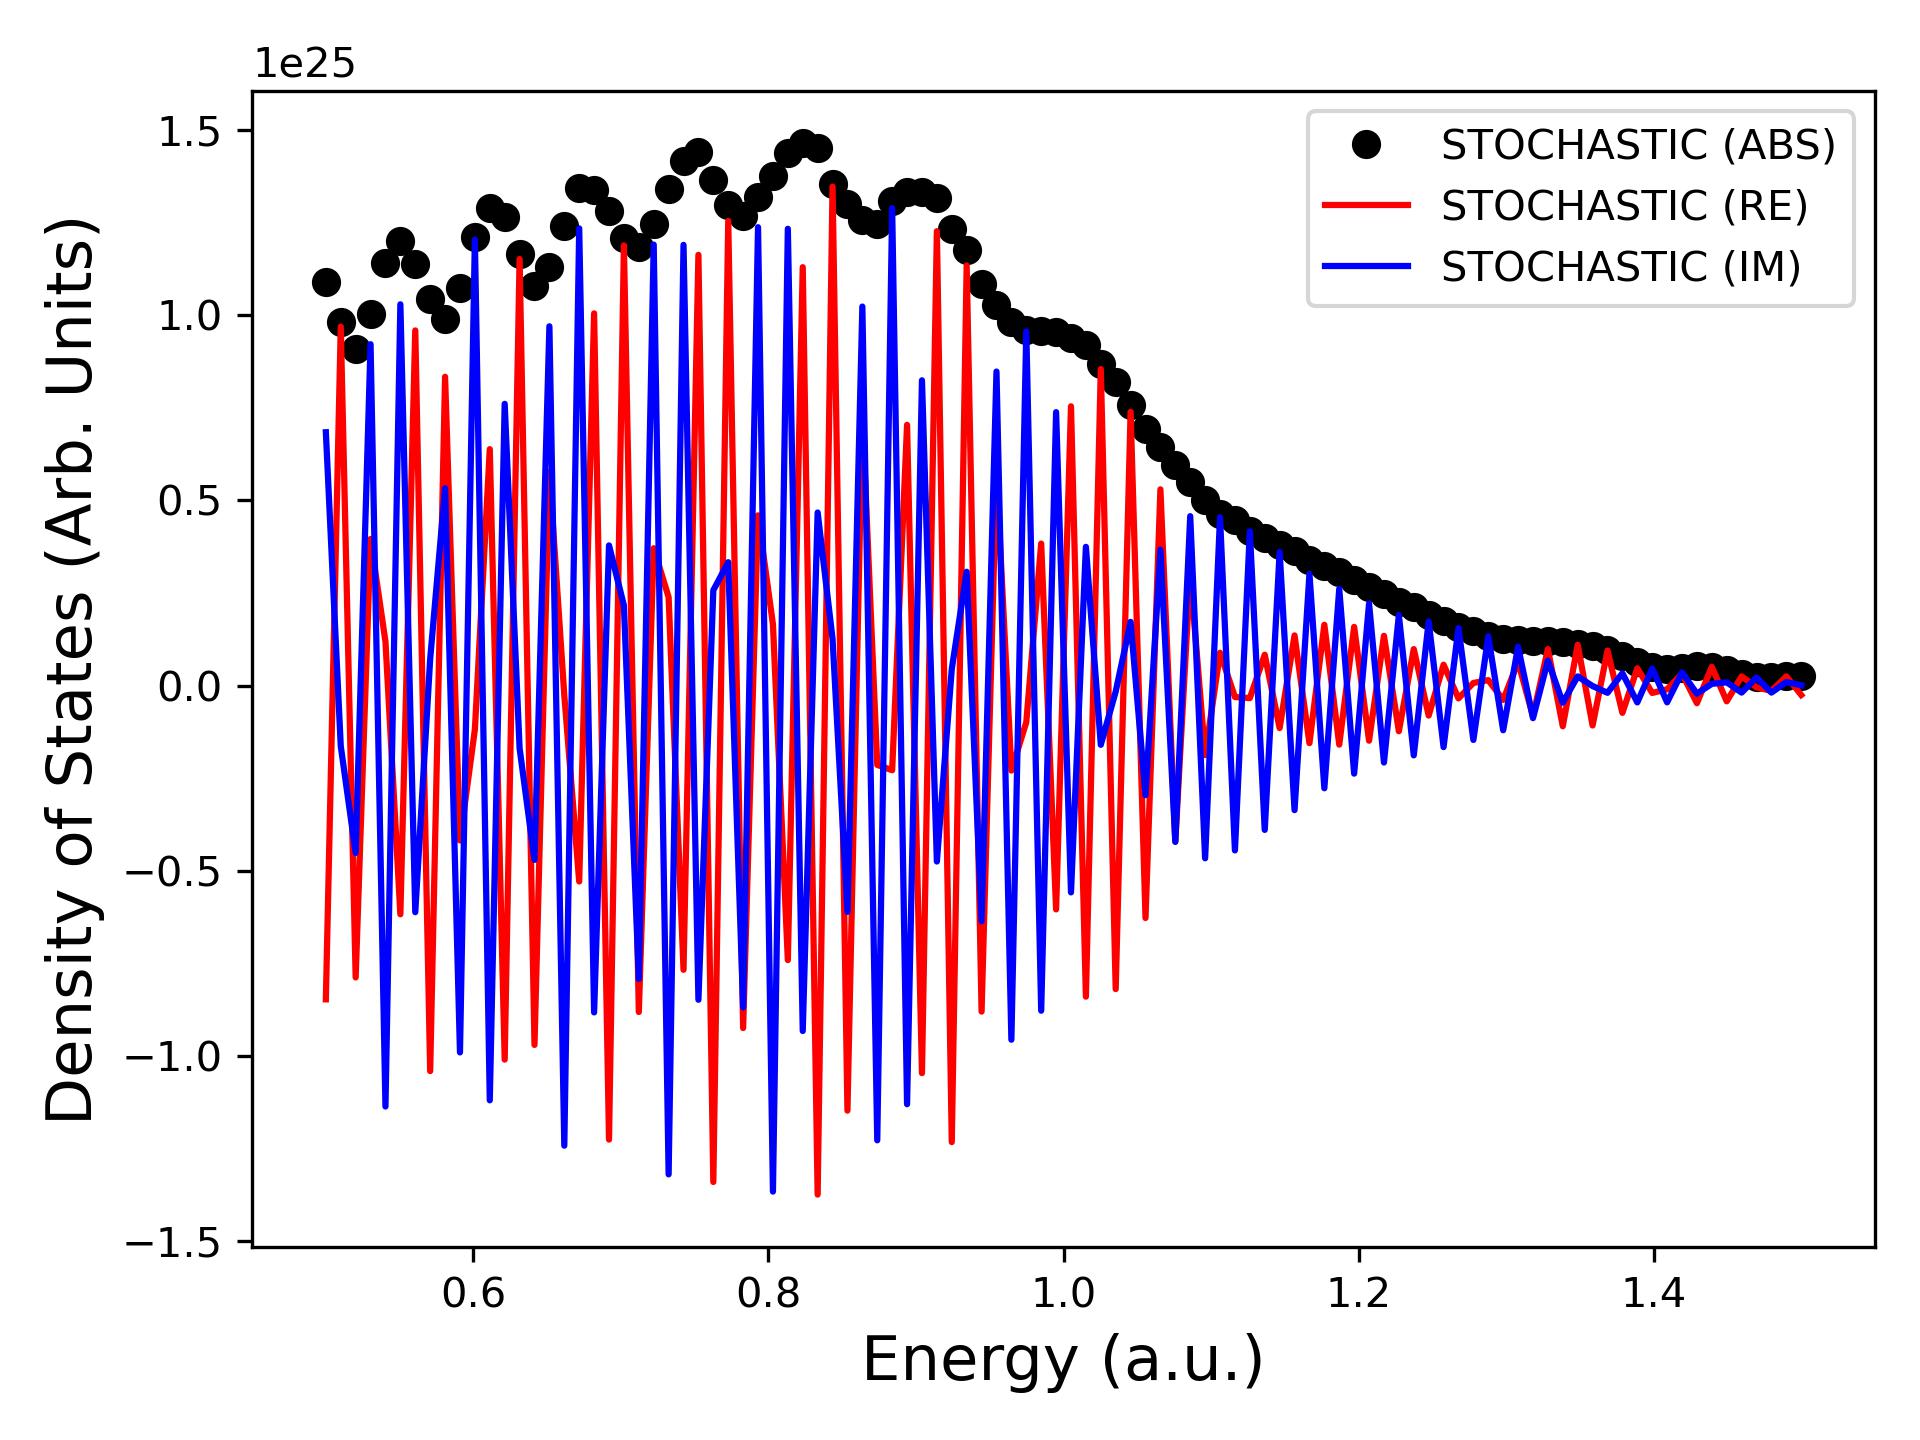 1e25
1.5
1.0
0.5
0.0
−0.5
−1.0
−1.5
Density of States (Arb. Units)
STOCHASTIC (ABS)
STOCHASTIC (RE)
STOCHASTIC (IM)
0.6 0.8 1.0 1.2 1.4
Energy (a.u.)